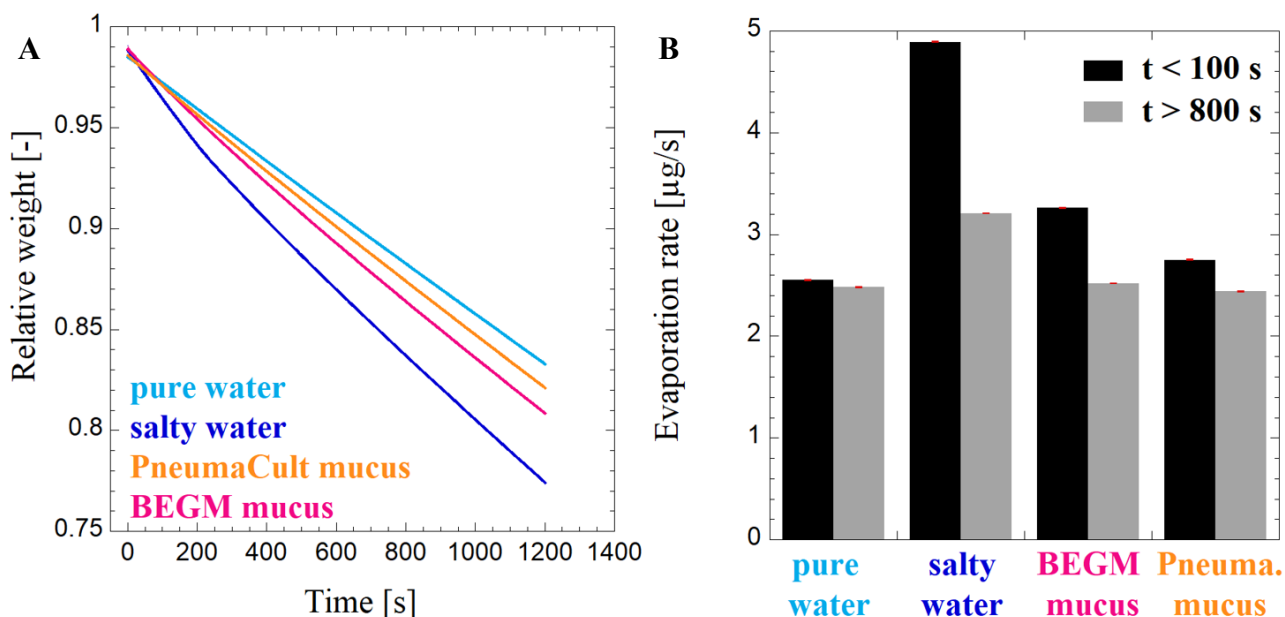 A
1
0.95
0.9
0.85
0.8
0.75
Relative weight [-]
pure water
salty water
PneumaCult mucus
BEGM mucus
0 200 400 600 800 1000 1200 1400
Time [s]
B
5
4
3
2
1
0
Evaporation rate [µg/s]
t < 100 s
t > 800 s
pure
water
salty
water
BEGM
mucus
Pneuma.
mucus